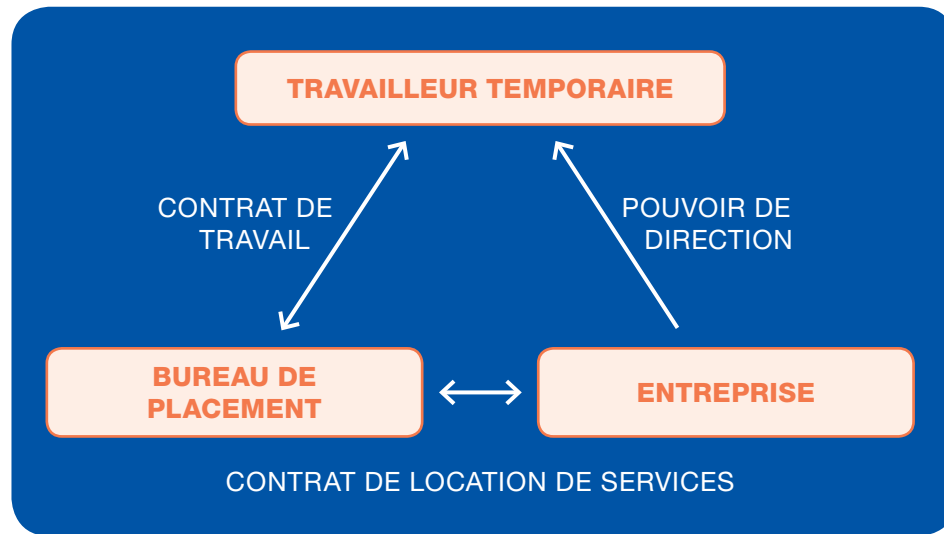 TRAVAILLEUR TEMPORAIRE
CONTRAT DE
TRAVAIL
POUVOIR DE
DIRECTION
BUREAU DE
PLACEMENT
ENTREPRISE
CONTRAT DE LOCATION DE SERVICES